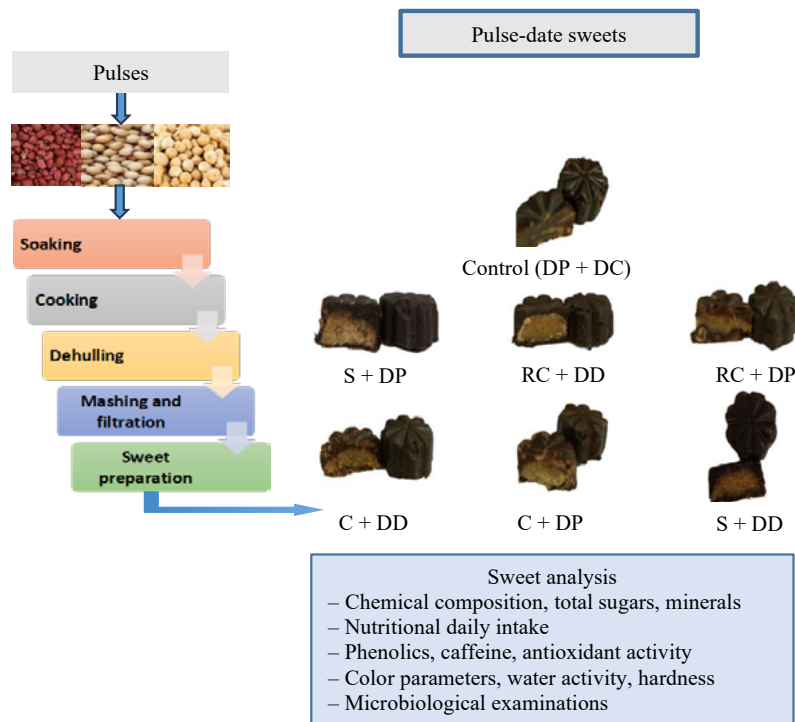 Pulse-date sweets
Pulses
Soaking
Cooking
Dehulling
Mashing and
filtration
Sweet
preparation
Control (DP + DC)
S + DP
RC + DD
RC + DP
C + DD
C + DP
S + DD
Sweet analysis
– Chemical composition, total sugars, minerals
– Nutritional daily intake
– Phenolics, caffeine, antioxidant activity
– Color parameters, water activity, hardness
– Microbiological examinations